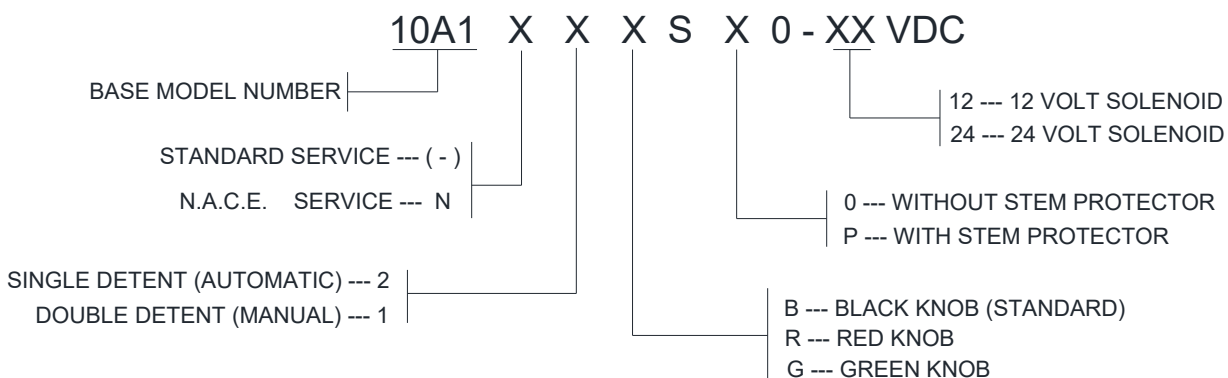 10A1 X X X S X 0 - XX VDC
BASE MODEL NUMBER
12 --- 12 VOLT SOLENOID
24 --- 24 VOLT SOLENOID
STANDARD SERVICE --- ( - )
N.A.C.E. SERVICE --- N
0 --- WITHOUT STEM PROTECTOR
P --- WITH STEM PROTECTOR
SINGLE DETENT (AUTOMATIC) --- 2
DOUBLE DETENT (MANUAL) --- 1
B --- BLACK KNOB (STANDARD)
R --- RED KNOB
G --- GREEN KNOB